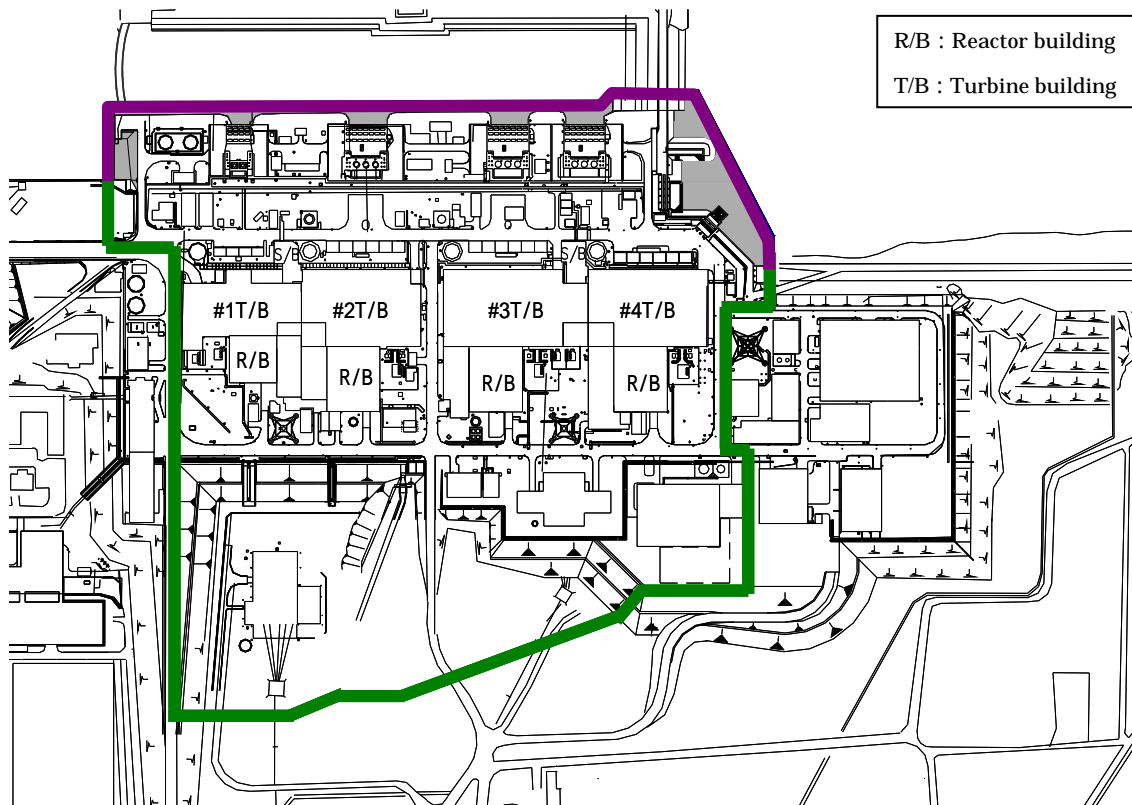 R/B : Reactor building
T/B : Turbine building
S/B
S/B
#1T/B
#2T/B
#3T/B
#4T/B
R/B
R/B
R/B
R/B